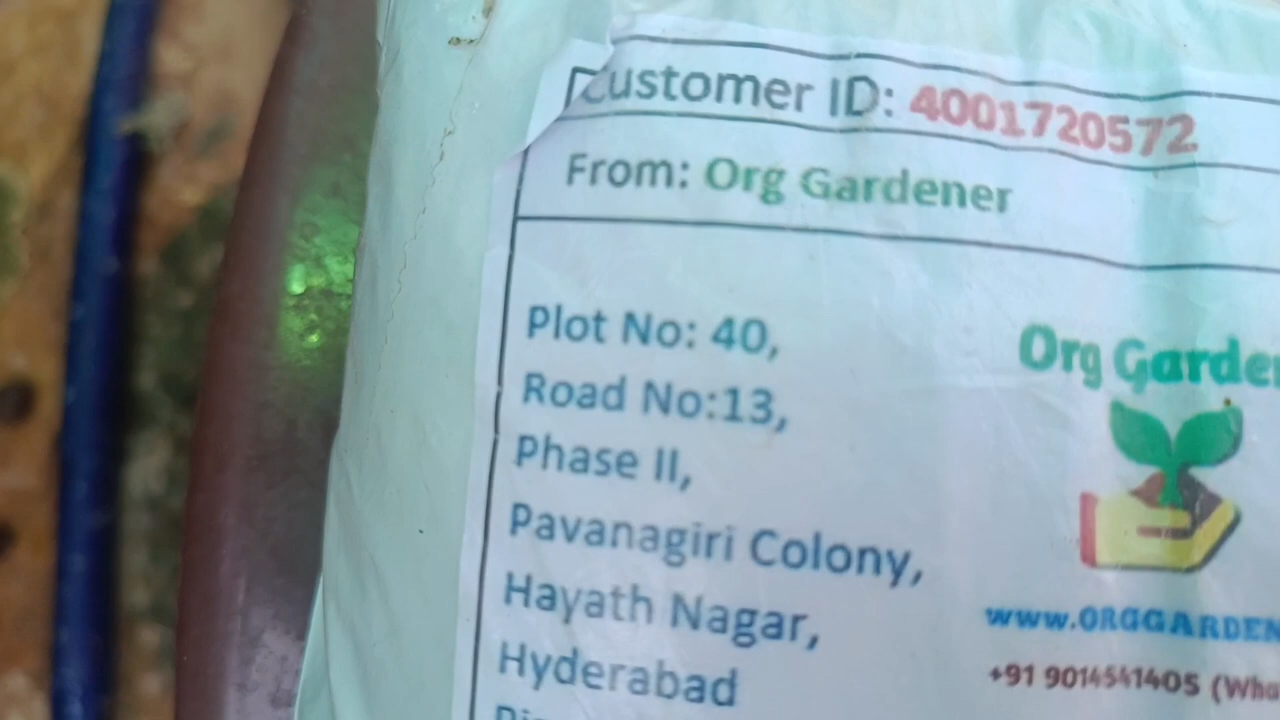 Customer ID: 4001720572
From: Org Gardener
Plot No: 40,
Road No:13,
Phase II,
Pavanagiri Colony,
Hayath Nagar,
Hyderabad
Org Garden
www.ORGGARDEN
+91 9014541405 (Wha